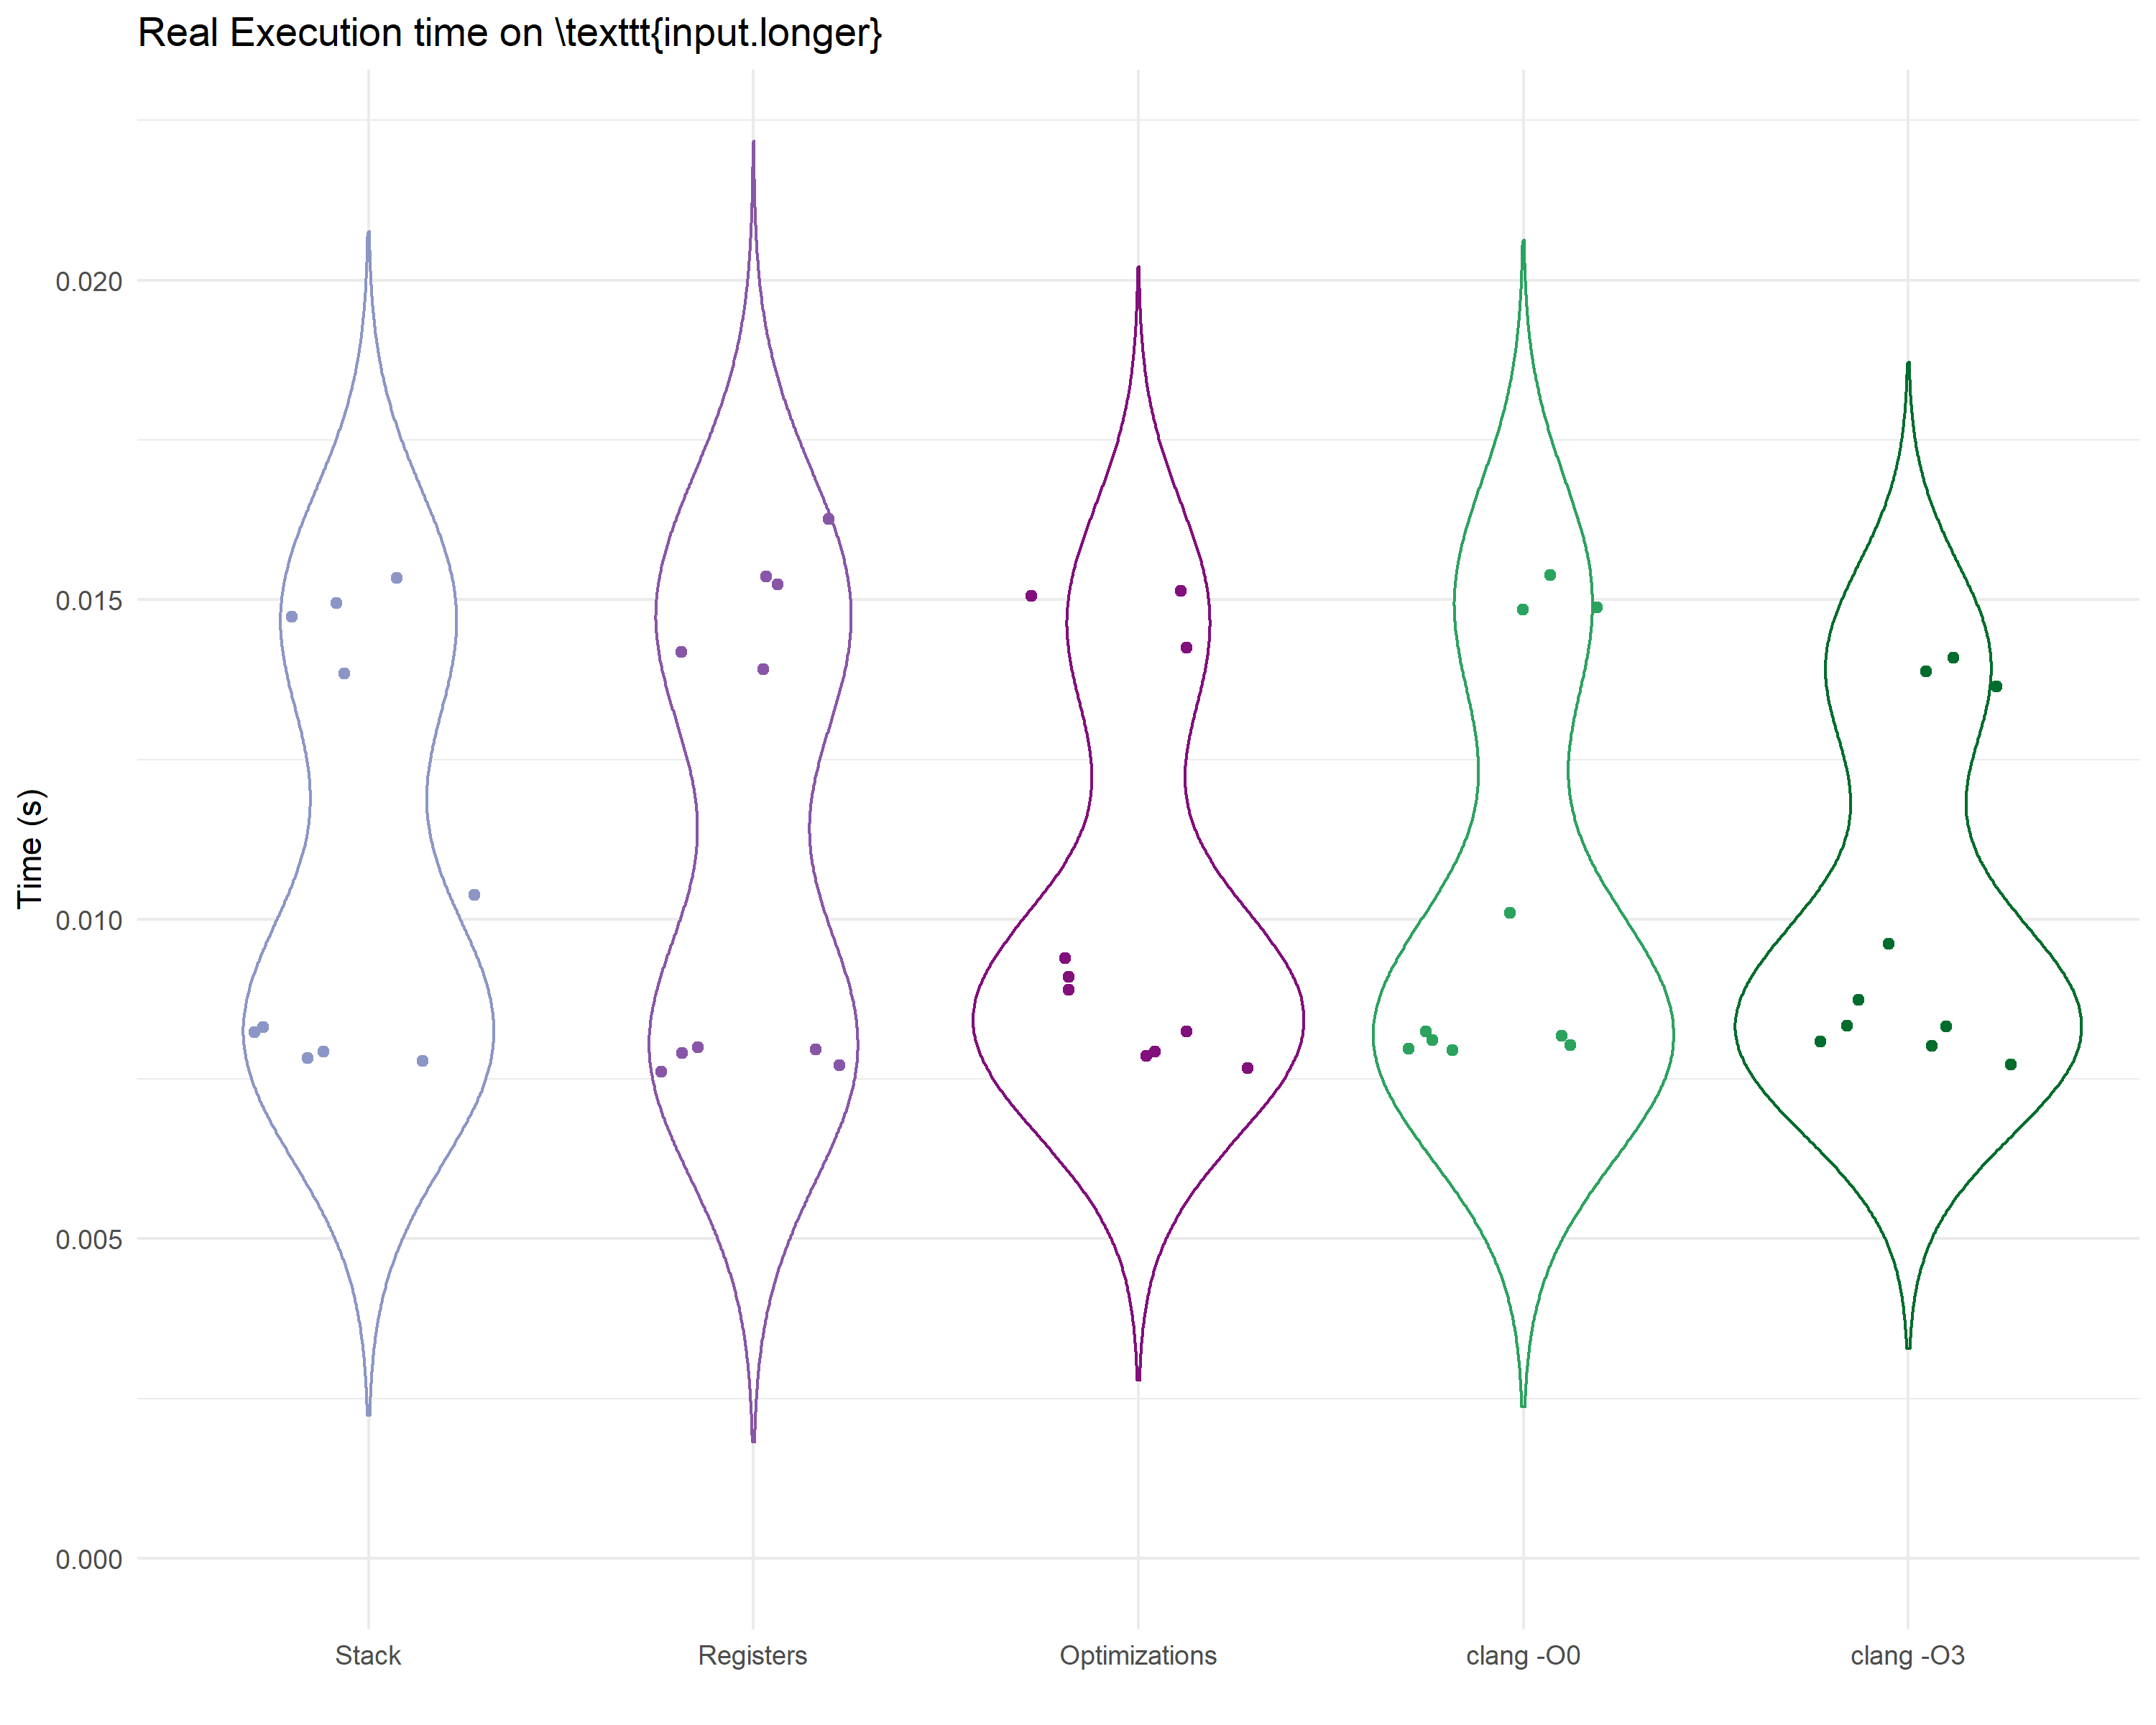 Real Execution time on \texttt{input.longer}
Time (s)
0.020
0.015
0.010
0.005
0.000
Stack Registers Optimizations clang -O0 clang -O3